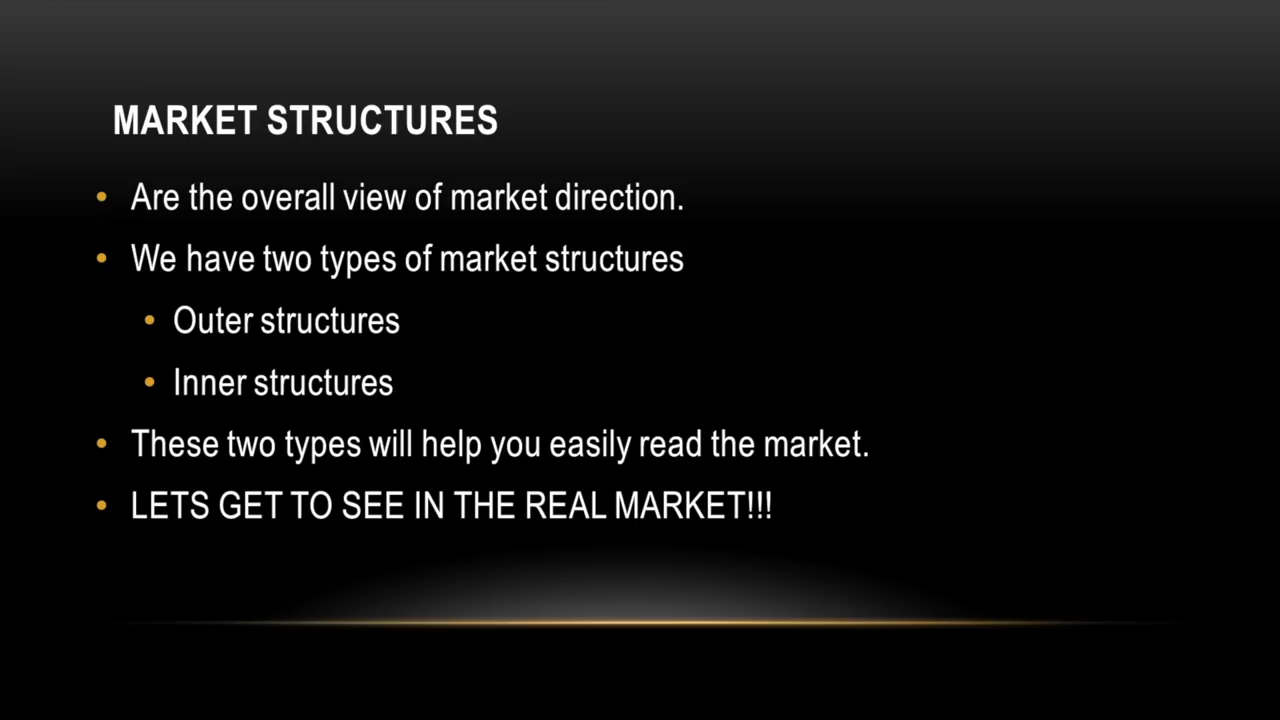 MARKET STRUCTURES
• Are the overall view of market direction.
• We have two types of market structures
• Outer structures
• Inner structures
• These two types will help you easily read the market.
• LETS GET TO SEE IN THE REAL MARKET!!!